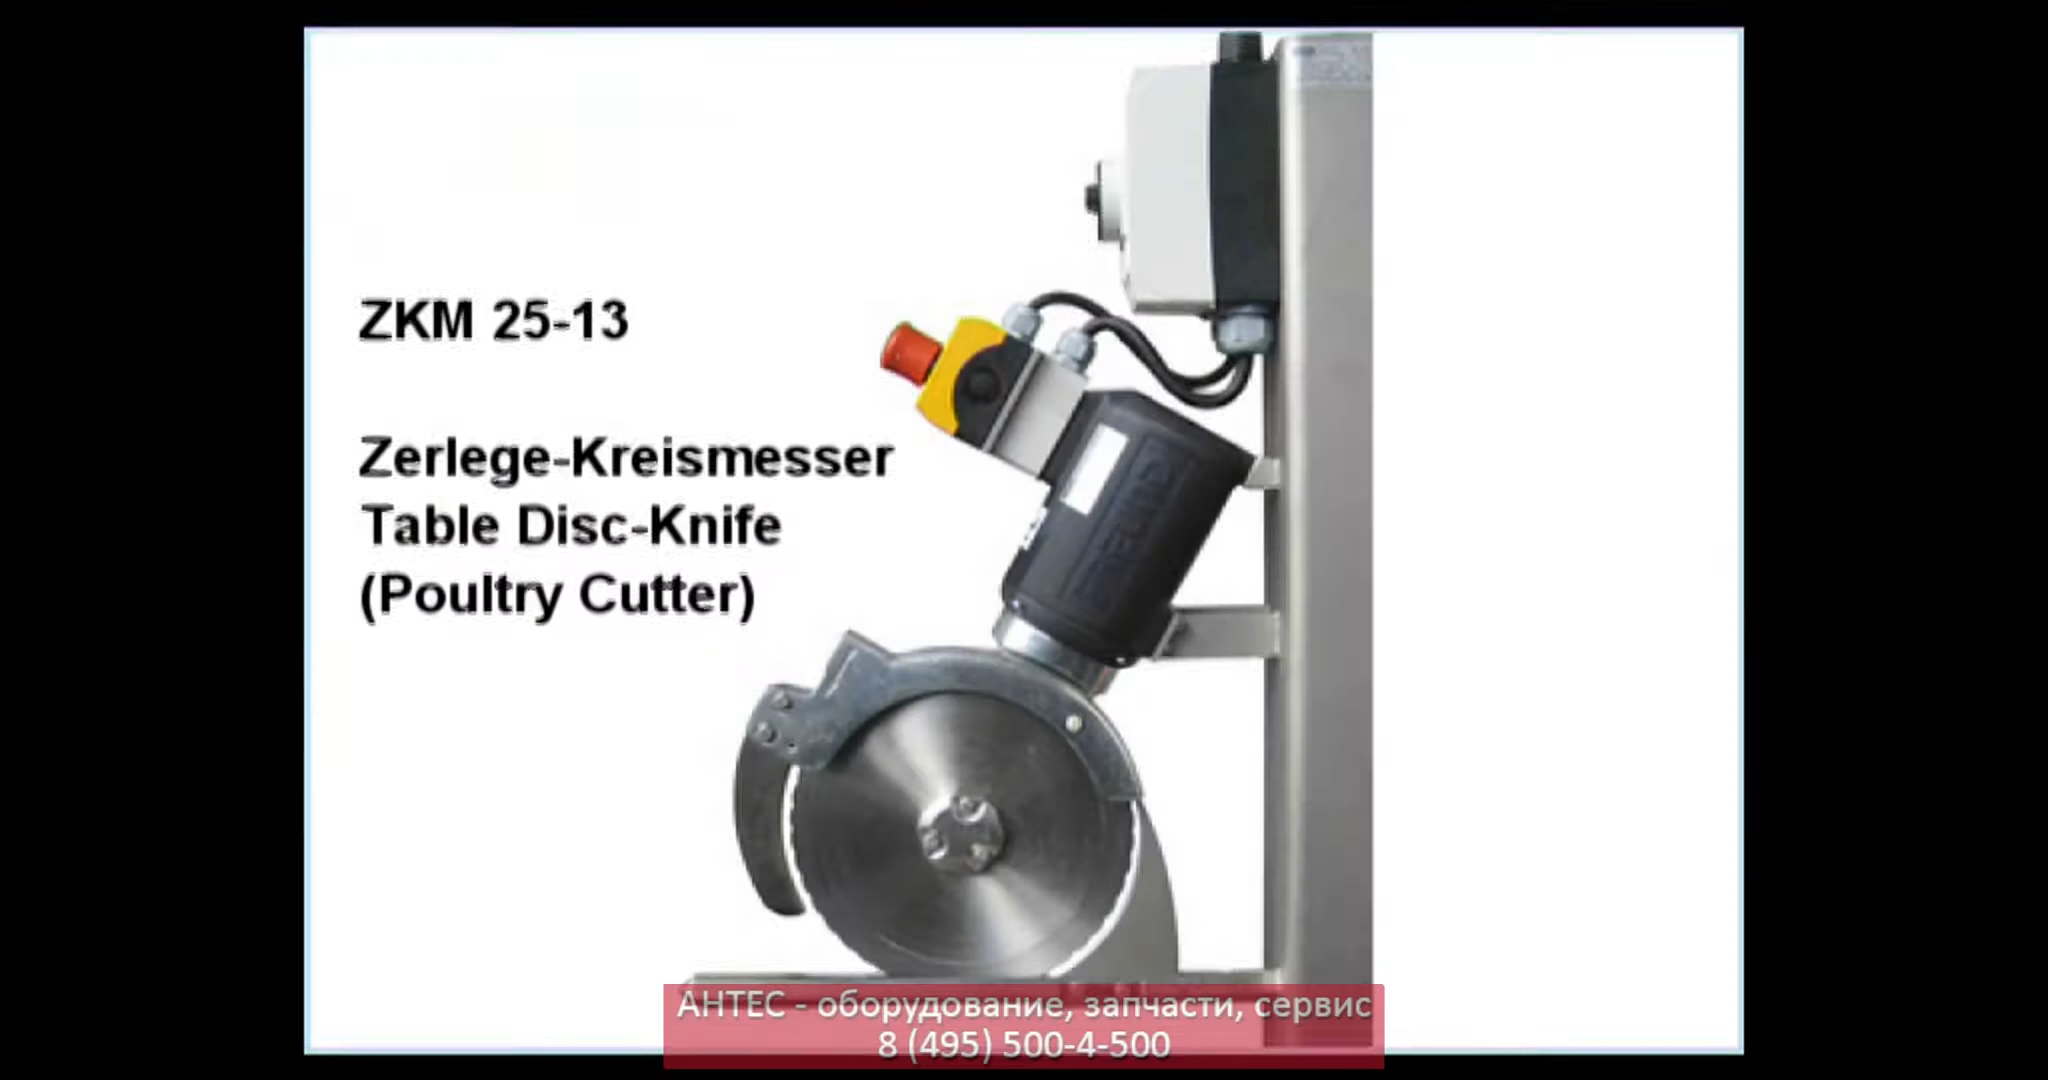 ZKM 25-13
Zerlege-Kreismesser
Table Disc-Knife
(Poultry Cutter)
АНТЕС - оборудование, запчасти, сервис
8 (495) 500-4-500